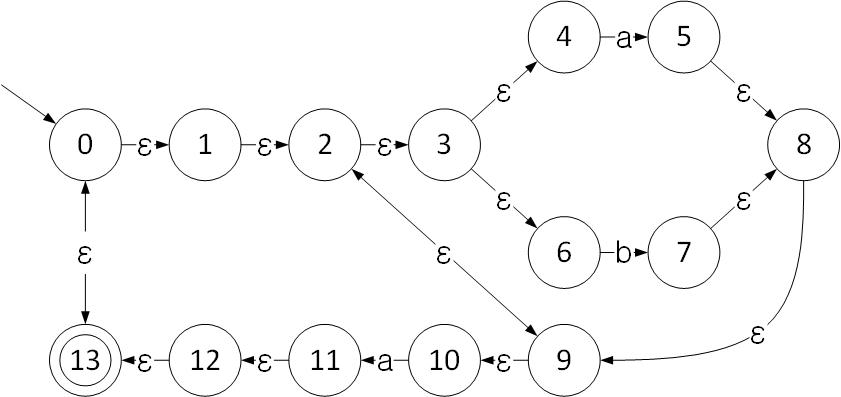 4 a 5
ε ε
0 ε 1 ε 2 ε 3 8
ε ε
ε ε 6 b 7
13 ε 12 ε 11 a 10 ε 9 ε